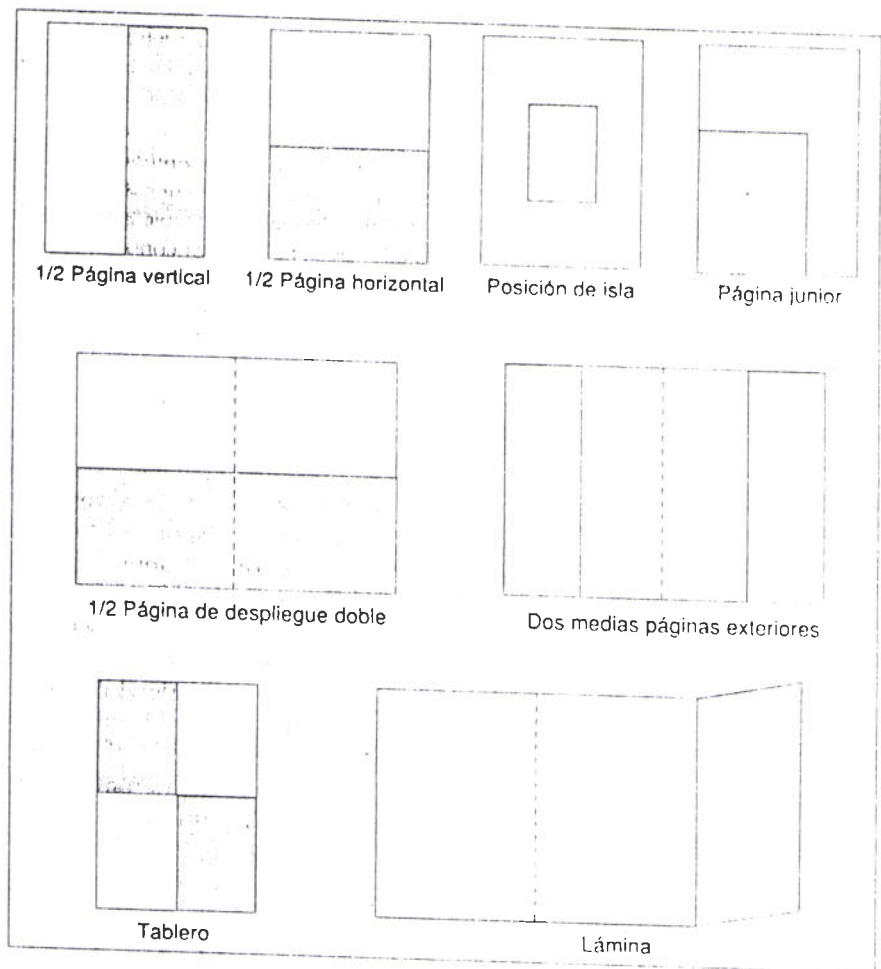 1/2 Página vertical
1/2 Página horizontal
Posición de isla
Página junior
1/2 Página de despliegue doble
Dos medias páginas exteriores
Tablero
Lámina